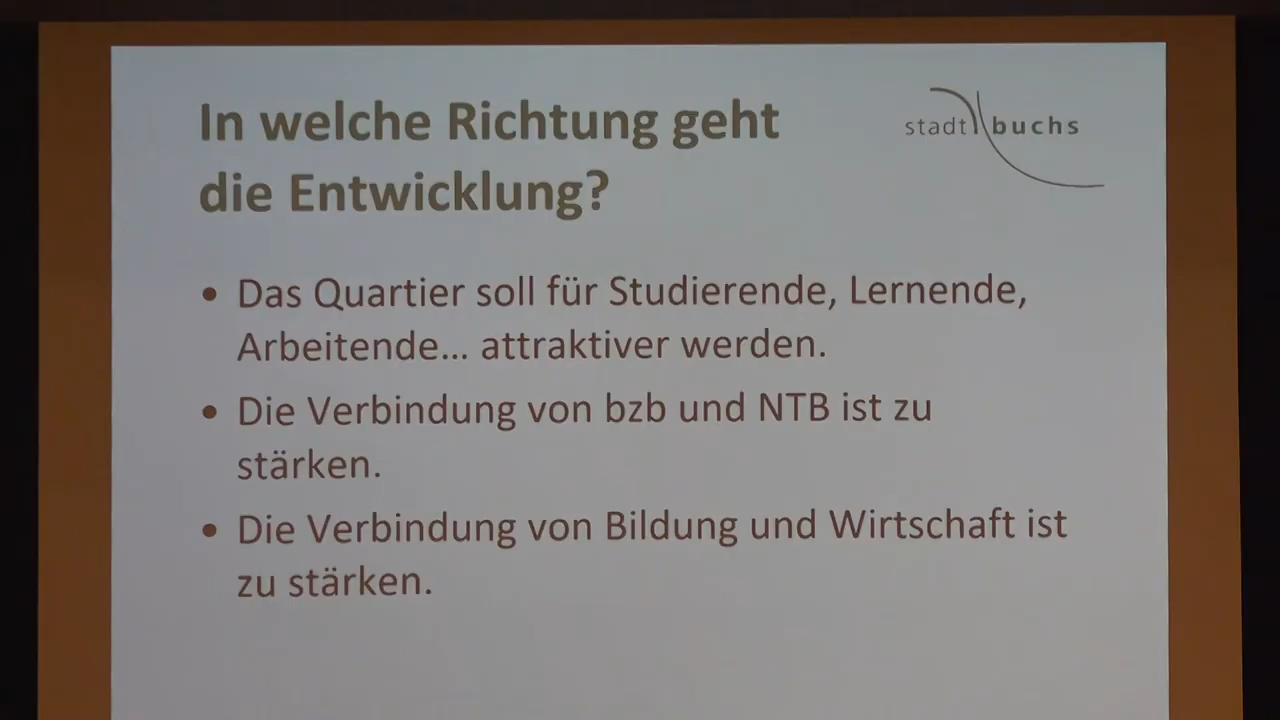 In welche Richtung geht
die Entwicklung?
stadt buchs
• Das Quartier soll für Studierende, Lernende,
Arbeitende... attraktiver werden.
• Die Verbindung von bzb und NTB ist zu
stärken.
• Die Verbindung von Bildung und Wirtschaft ist
zu stärken.